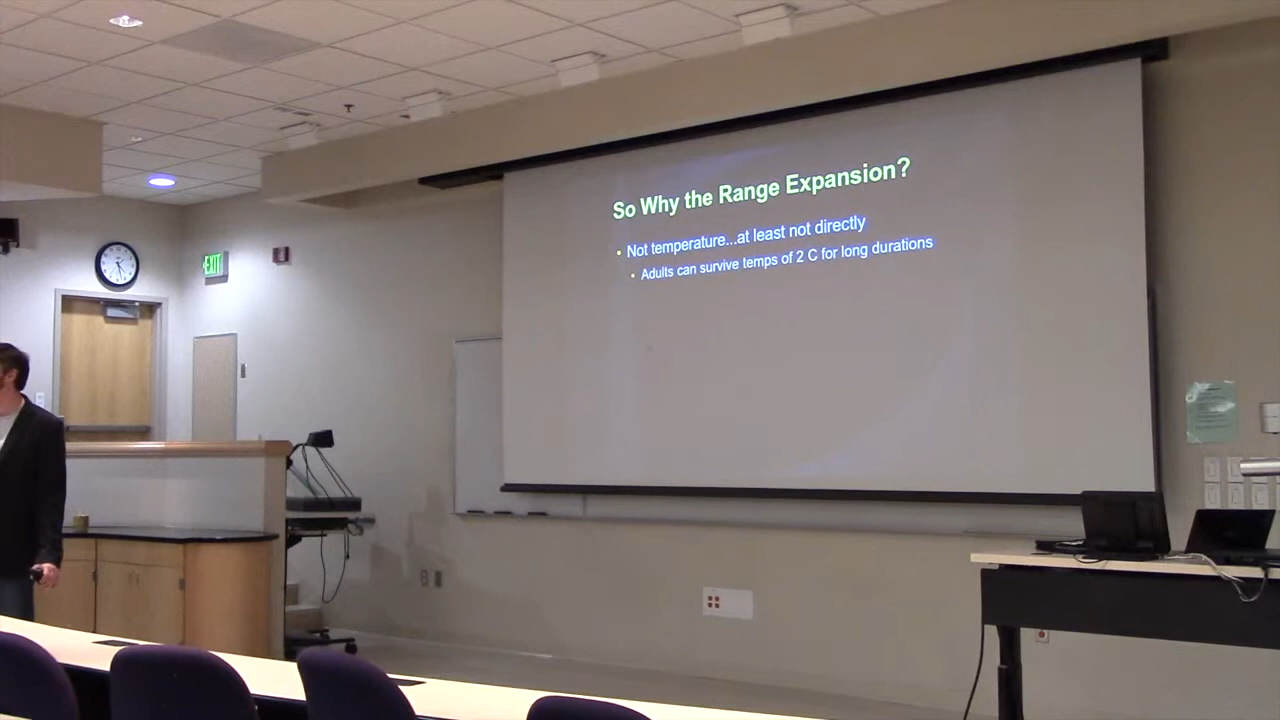 So Why the Range Expansion?
• Not temperature...at least not directly
• Adults can survive temps of 2 C for long durations
EXIT